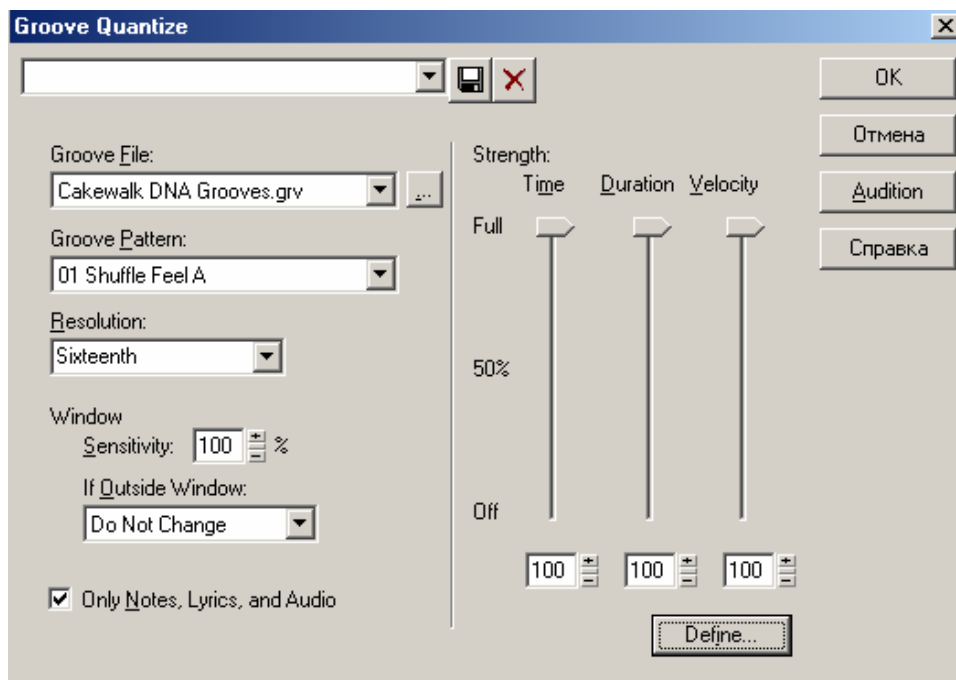 Groove Quantize
OK
Отмена
Audition
Справка
Groove File:
Cakewalk DNA Grooves.grv
...
Groove Pattern:
01 Shuffle Feel A
Resolution:
Sixteenth
Window
Sensitivity: 100 %
If Outside Window:
Do Not Change
Only Notes, Lyrics, and Audio
Strength:
Time Duration Velocity
Full
50%
Off
100 100 100
Define...